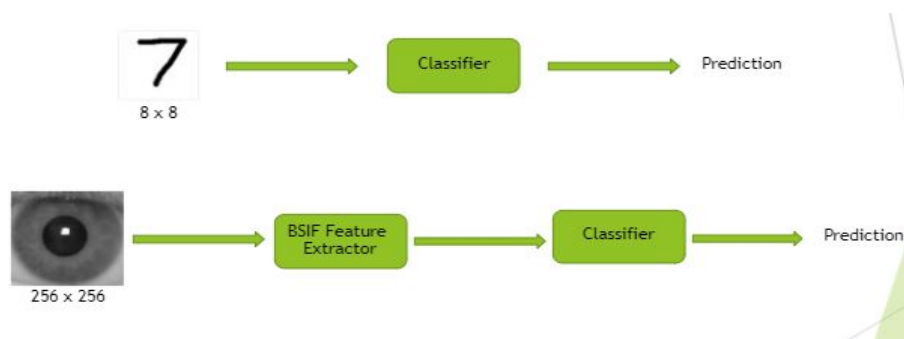 7
Classifier
Prediction
8 x 8
BSIF Feature
Extractor
Classifier
Prediction
256 x 256